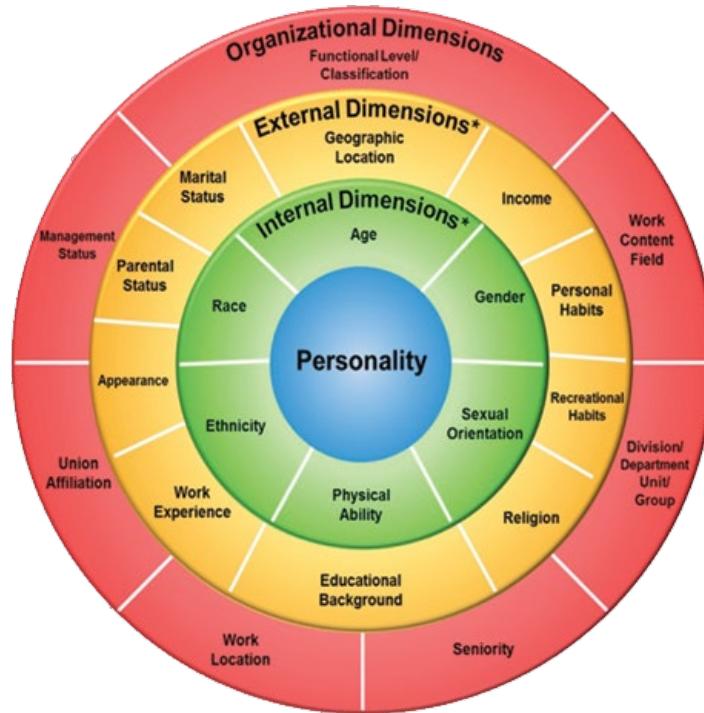 Organizational Dimensions
Functional Level/
Classification
External Dimensions*
Geographic
Location
Marital
Status
Income
Internal Dimensions*
Age
Management
Status
Work
Content
Field
Parental
Status
Personal
Habits
Race
Gender
Personality
Appearance
Recreational
Habits
Ethnicity
Sexual
Orientation
Union
Affiliation
Division/
Department
Unit/
Group
Work
Experience
Physical
Ability
Religion
Educational
Background
Work
Location
Seniority